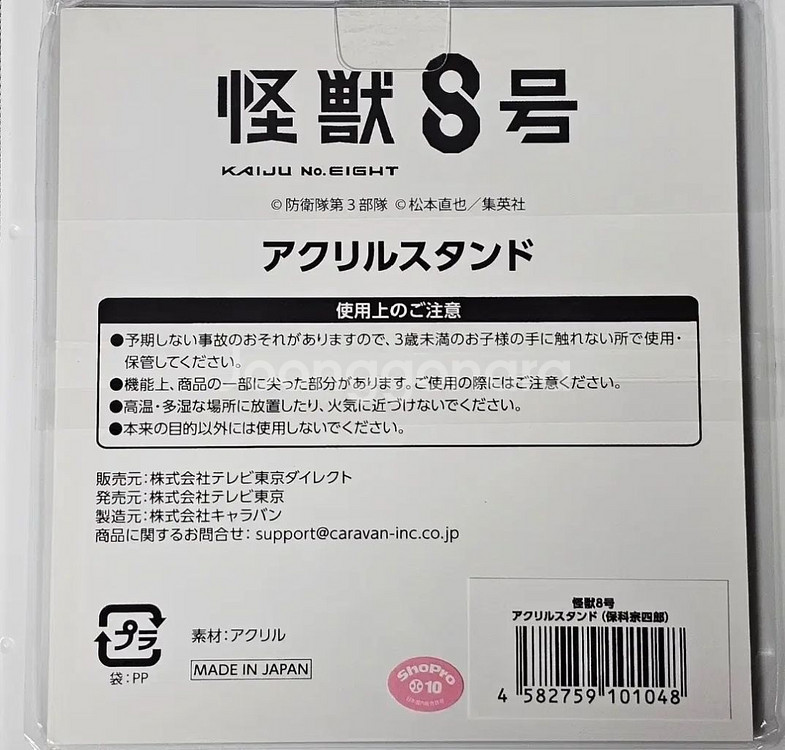 怪獣8号
KAIJU No.EIGHT
©防衛隊第3部隊 ©松本直也／集英社
アクリルスタンド
使用上のご注意
●予期しない事故のおそれがありますので、3歳未満のお子様の手に触れない所で使用・
保管してください。
●機能上、商品の一部に尖った部分があります。ご使用の際にはご注意ください。
●高温・多湿な場所に放置したり、火気に近づけないでください。
●本来の目的以外には使用しないでください。
joonggonara
販売元：株式会社テレビ東京ダイレクト
発売元：株式会社テレビ東京
製造元：株式会社キャラバン
商品に関するお問合せ： support@caravan-inc.co.jp
プラ
袋：PP
素材：アクリル
MADE IN JAPAN
ShoPro
10
怪獣8号
アクリルスタンド（保科宗四郎）
4 582759 101048